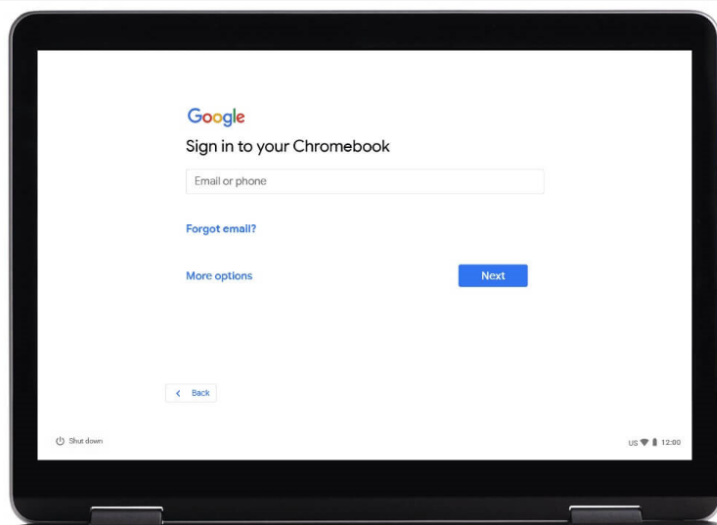 Google
Sign in to your Chromebook
Email or phone
Forgot email?
More options
Next
Back
Shut down
US 12:00